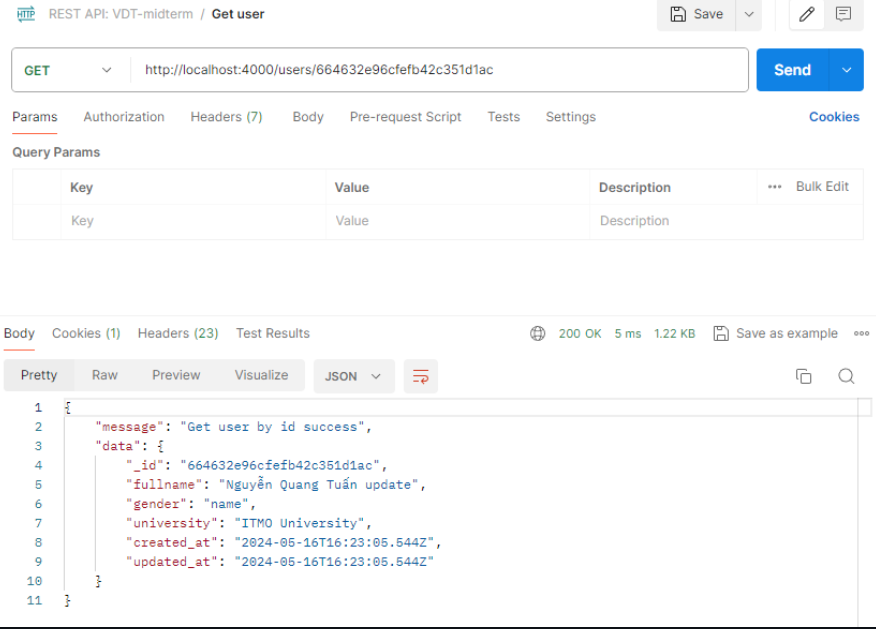 HTTP REST API: VDT-midterm / Get user Save
GET http://localhost:4000/users/664632e96cfefb42c351d1ac Send
Params Authorization Headers (7) Body Pre-request Script Tests Settings Cookies
Query Params
Key Value Description ••• Bulk Edit
Key Value Description
Body Cookies (1) Headers (23) Test Results 200 OK 5 ms 1.22 KB Save as example
Pretty Raw Preview Visualize JSON
1 {
2 "message": "Get user by id success",
3 "data": {
4 "_id": "664632e96cfefb42c351d1ac",
5 "fullname": "Nguyễn Quang Tuấn update",
6 "gender": "name",
7 "university": "ITMO University",
8 "created_at": "2024-05-16T16:23:05.544Z",
9 "updated_at": "2024-05-16T16:23:05.544Z"
10 }
11 }